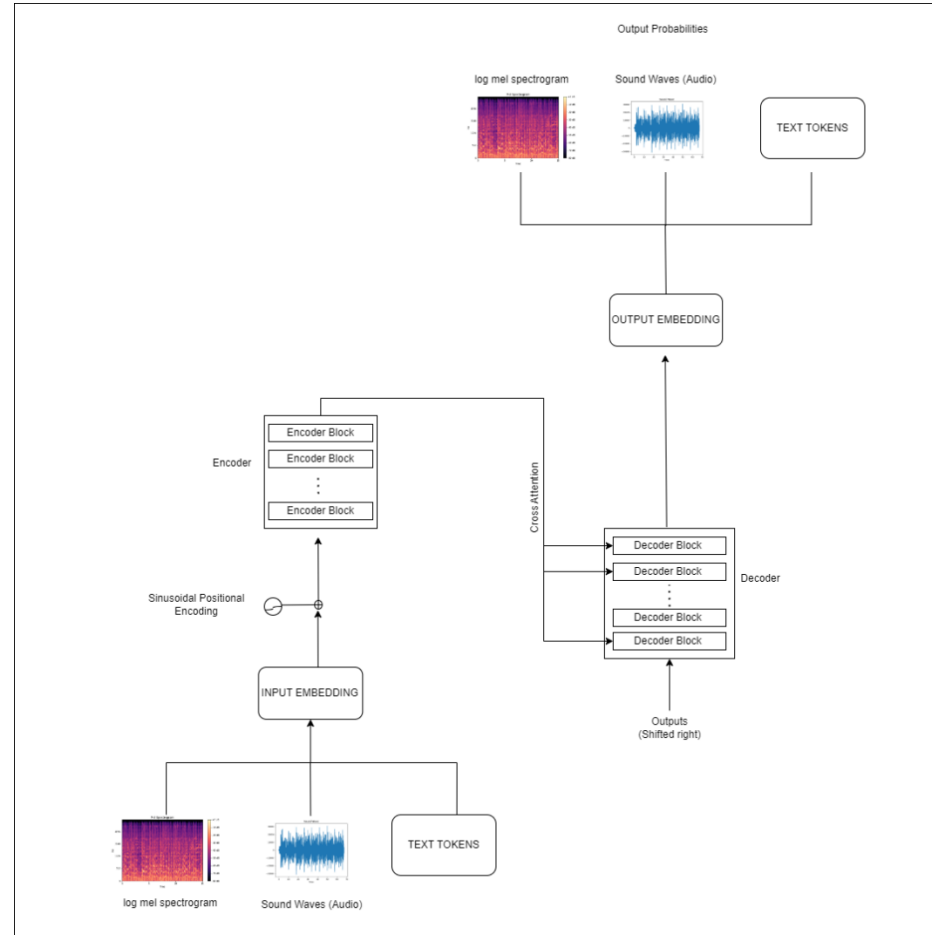 Output Probabilities
log mel spectrogram
Sound Waves (Audio)
TEXT TOKENS
OUTPUT EMBEDDING
Encoder
Encoder Block
Encoder Block
Encoder Block
Cross Attention
Decoder Block
Decoder Block
Decoder Block
Decoder Block
Decoder
Sinusoidal Positional
Encoding
INPUT EMBEDDING
Outputs
(Shifted right)
TEXT TOKENS
log mel spectrogram
Sound Waves (Audio)